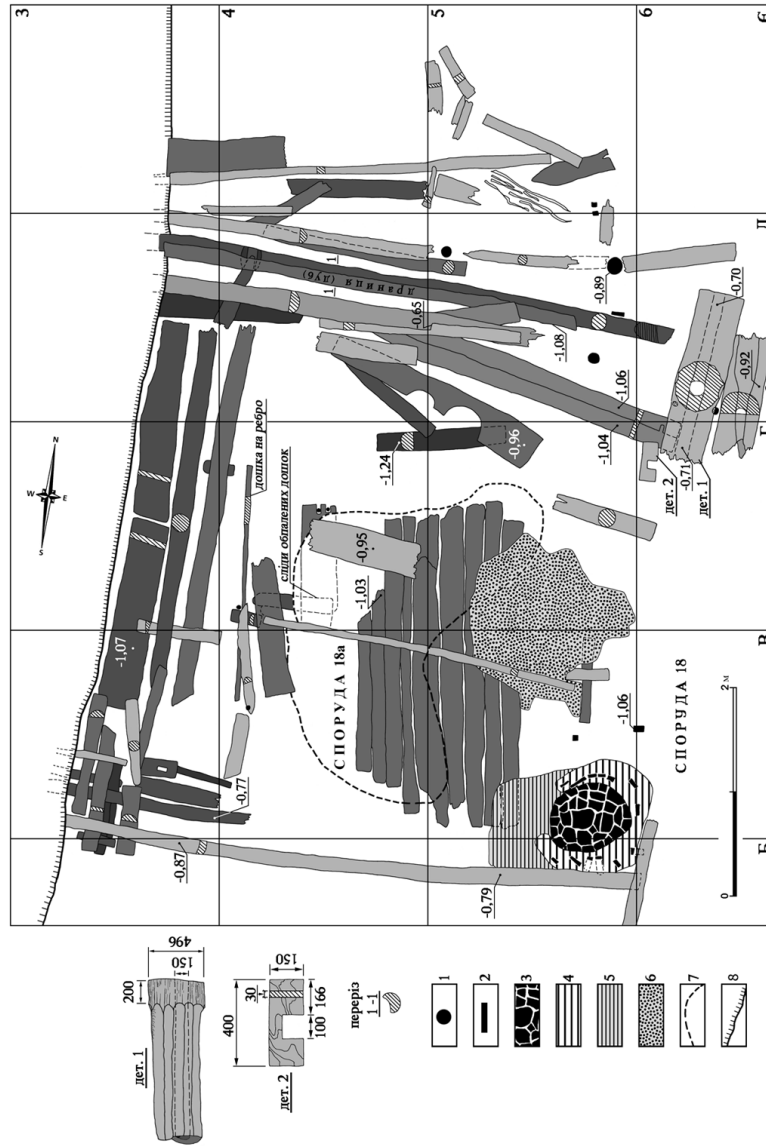 3
4
5
6
Є
Д
Г
В
Б
N
W
E
S
1
1
драниця (дуб)
-0,65
-0,89
-0,70
-1,08
-0,92
-1,06
-1,04
-0,71
дет. 2
дет. 1
-1,24
-0,96
дошка на ребро
сліди обпалених дошок
-0,95
-1,03
-1,07
СПОРУДА 18а
СПОРУДА 18
-1,06
-0,77
-0,87
-0,79
0
2 м
дет. 1
200
150
496
дет. 2
400
30
100
166
150
переріз
1 -1
1
2
3
4
5
6
7
8